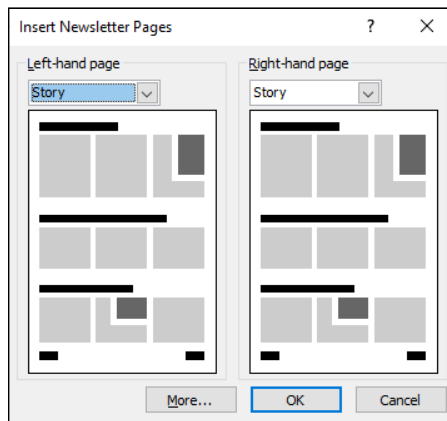 Insert Newsletter Pages ? ×
Left-hand page Right-hand page
Story Story
More... OK Cancel